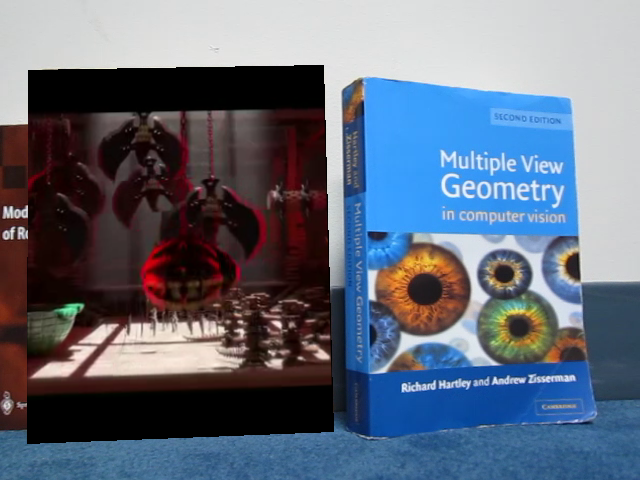 Mod
of Ro
Hartley and
Zisserman
Multiple View Geometry
SECOND EDITION
Multiple View
Geometry
in computer vision
Richard Hartley and Andrew Zisserman
CAMBRIDGE